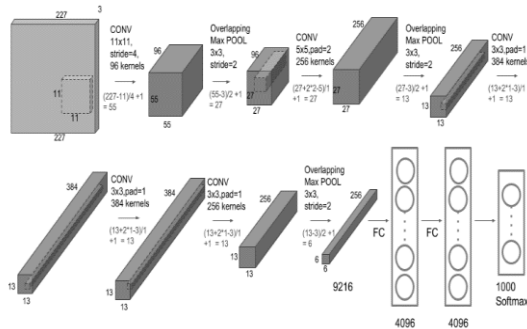 227
3
CONV
11x11,
stride=4,
96 kernels
(227-11)/4 +1
= 55
11
11
227
96
55
55
Overlapping
Max POOL
3x3,
stride=2
(55-3)/2 +1
= 27
96
27
27
CONV
5x5,pad=2
256 kernels
(27+2*2-5)/1
+1 = 27
256
27
27
Overlapping
Max POOL
3x3,
stride=2
(27-3)/2 +1
= 13
256
13
13
CONV
3x3,pad=1
384 kernels
(13+2*1-3)/1
+1 = 13
384
13
13
CONV
3x3,pad=1
384 kernels
(13+2*1-3)/1
+1 = 13
384
13
13
CONV
3x3,pad=1
256 kernels
(13+2*1-3)/1
+1 = 13
256
13
13
Overlapping
Max POOL
3x3,
stride=2
(13-3)/2 +1
= 6
256
6
6
9216
FC
4096
FC
4096
1000
Softmax